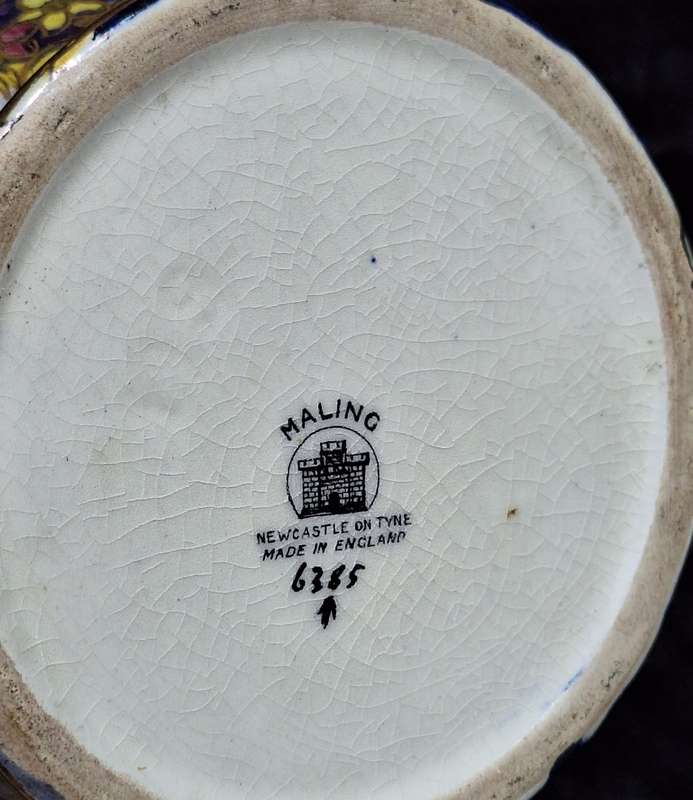 MALING
NEWCASTLE ON TYNE
MADE IN ENGLAND
6385